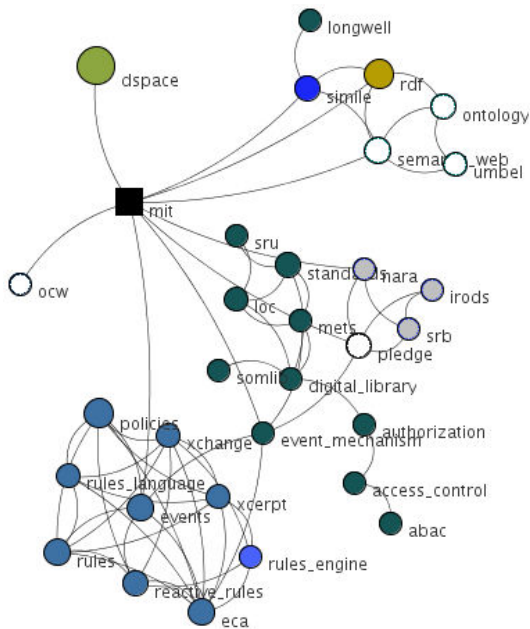 longwell
dspace
simile
rdf
ontology
semantic_web
umbel
mit
sru
standards
nara
ocw
loc
irods
mets
srb
pledge
somlib
digital_library
policies
xchange
event_mechanism
authorization
rules_language
access_control
xcerpt
events
abac
rules
rules_engine
reactive_rules
eca